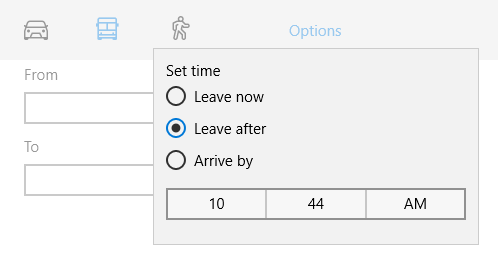 Options
From
Set time
Leave now
Leave after
To
Arrive by
10 44 AM